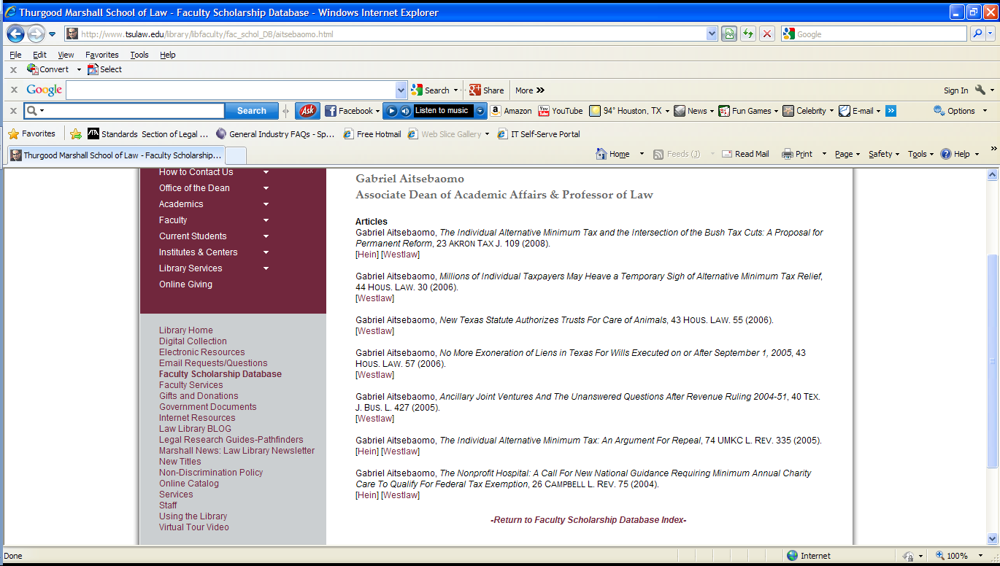 Thurgood Marshall School of Law - Faculty Scholarship Database - Windows Internet Explorer
http://www.tsulaw.edu/library/libfaculty/fac_schol_DB/aitsebaomo.html
Google
File Edit View Favorites Tools Help
x Convert Select
x Google Search Share More » Sign In
x Search Ask Facebook Listen to music Amazon YouTube 94° Houston, TX News Fun Games Celebrity E-mail » Options
Favorites Standards Section of Legal ... General Industry FAQs - Sp... Free Hotmail Web Slice Gallery IT Self-Serve Portal
Thurgood Marshall School of Law - Faculty Scholarship... Home Feeds (J) Read Mail Print Page Safety Tools Help »
How to Contact Us
Office of the Dean
Academics
Faculty
Current Students
Institutes & Centers
Library Services
Online Giving
Library Home
Digital Collection
Electronic Resources
Email Requests/Questions
Faculty Scholarship Database
Faculty Services
Gifts and Donations
Government Documents
Internet Resources
Law Library BLOG
Legal Research Guides-Pathfinders
Marshall News: Law Library Newsletter
New Titles
Non-Discrimination Policy
Online Catalog
Services
Staff
Using the Library
Virtual Tour Video
Gabriel Aitsebaomo
Associate Dean of Academic Affairs & Professor of Law
Articles
Gabriel Aitsebaomo, The Individual Alternative Minimum Tax and the Intersection of the Bush Tax Cuts: A Proposal for
Permanent Reform, 23 AKRON TAX J. 109 (2008).
[Hein] [Westlaw]
Gabriel Aitsebaomo, Millions of Individual Taxpayers May Heave a Temporary Sigh of Alternative Minimum Tax Relief,
44 HOUS. LAW. 30 (2006).
[Westlaw]
Gabriel Aitsebaomo, New Texas Statute Authorizes Trusts For Care of Animals, 43 HOUS. LAW. 55 (2006).
[Westlaw]
Gabriel Aitsebaomo, No More Exoneration of Liens in Texas For Wills Executed on or After September 1, 2005, 43
HOUS. LAW. 57 (2006).
[Westlaw]
Gabriel Aitsebaomo, Ancillary Joint Ventures And The Unanswered Questions After Revenue Ruling 2004-51, 40 TEX.
J. BUS. L. 427 (2005).
[Westlaw]
Gabriel Aitsebaomo, The Individual Alternative Minimum Tax: An Argument For Repeal, 74 UMKC L. REV. 335 (2005).
[Hein] [Westlaw]
Gabriel Aitsebaomo, The Nonprofit Hospital: A Call For New National Guidance Requiring Minimum Annual Charity
Care To Qualify For Federal Tax Exemption, 26 CAMPBELL L. REV. 75 (2004).
[Hein] [Westlaw]
-Return to Faculty Scholarship Database Index-
Done Internet 100%